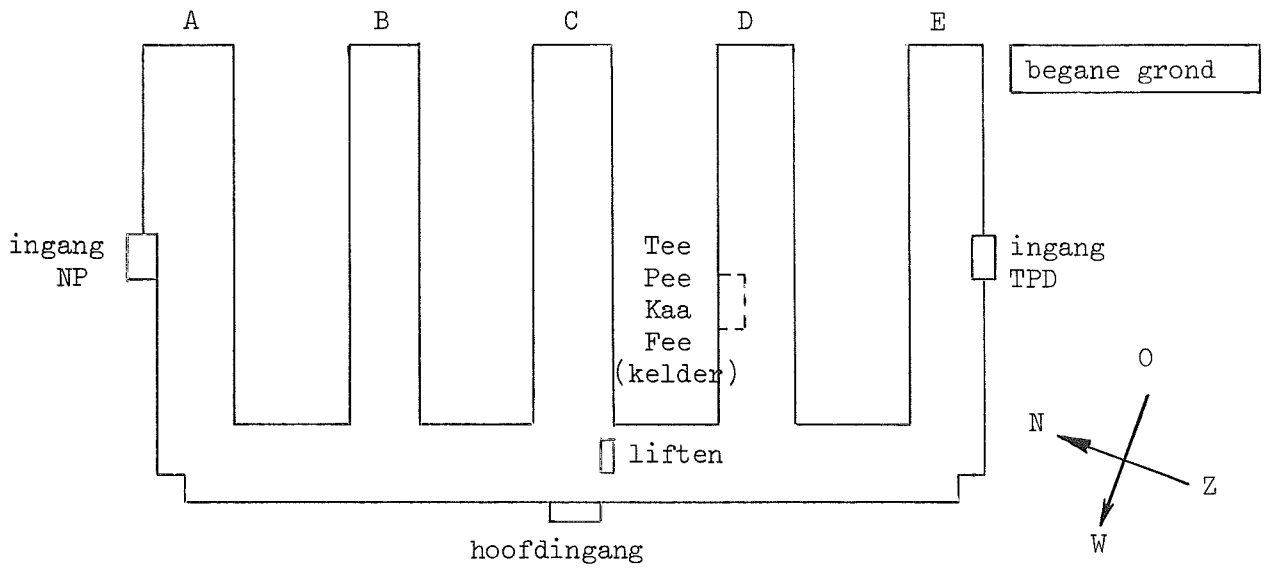 A B C D E
begane grond
ingang
NP
Tee
Pee
Kaa
Fee
(kelder)
ingang
TPD
liften
hoofdingang
O
N
Z
W